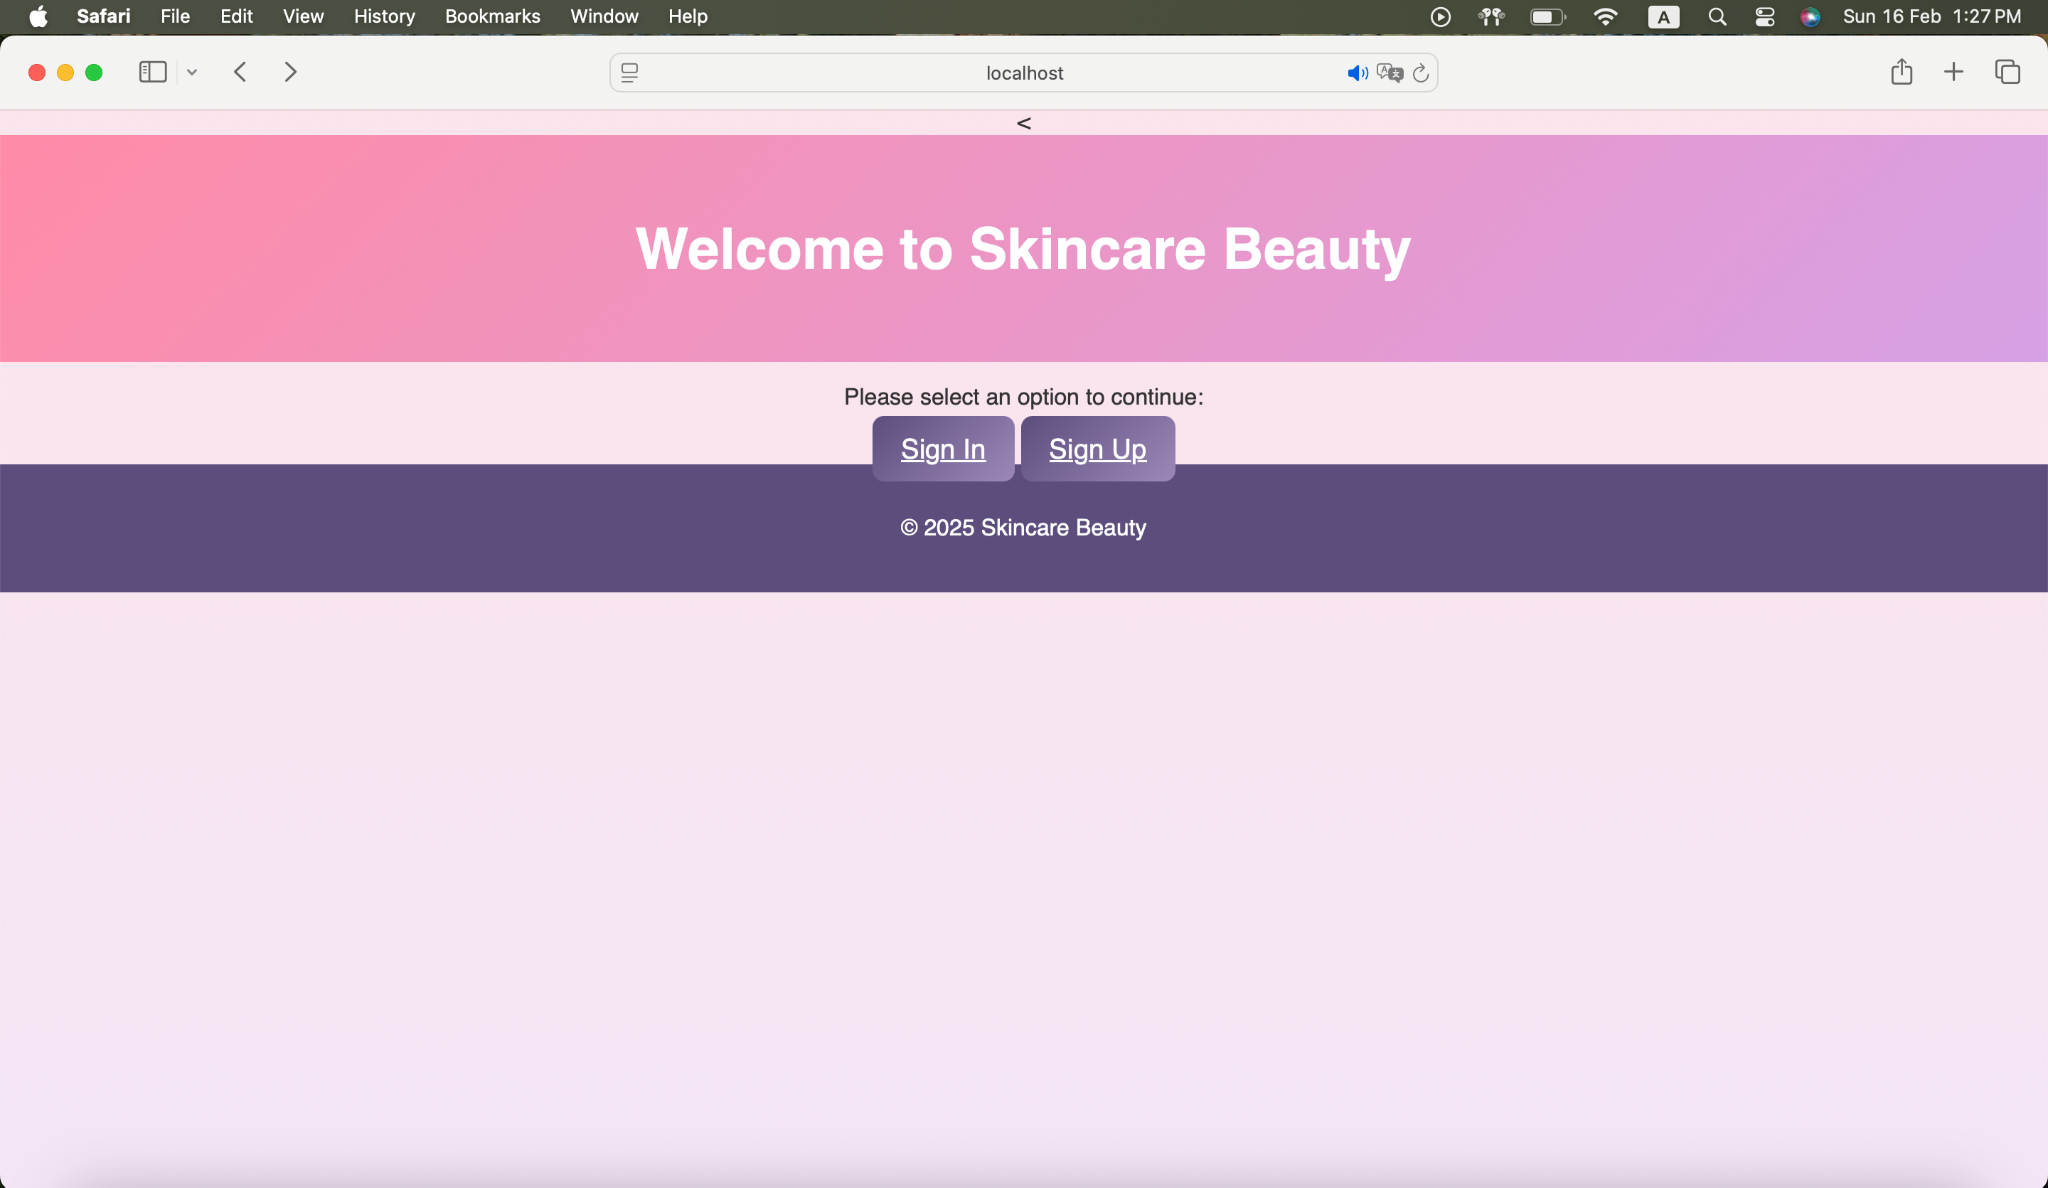 Safari File Edit View History Bookmarks Window Help A Sun 16 Feb 1:27 PM
localhost
<
Welcome to Skincare Beauty
Please select an option to continue:
Sign In Sign Up
© 2025 Skincare Beauty